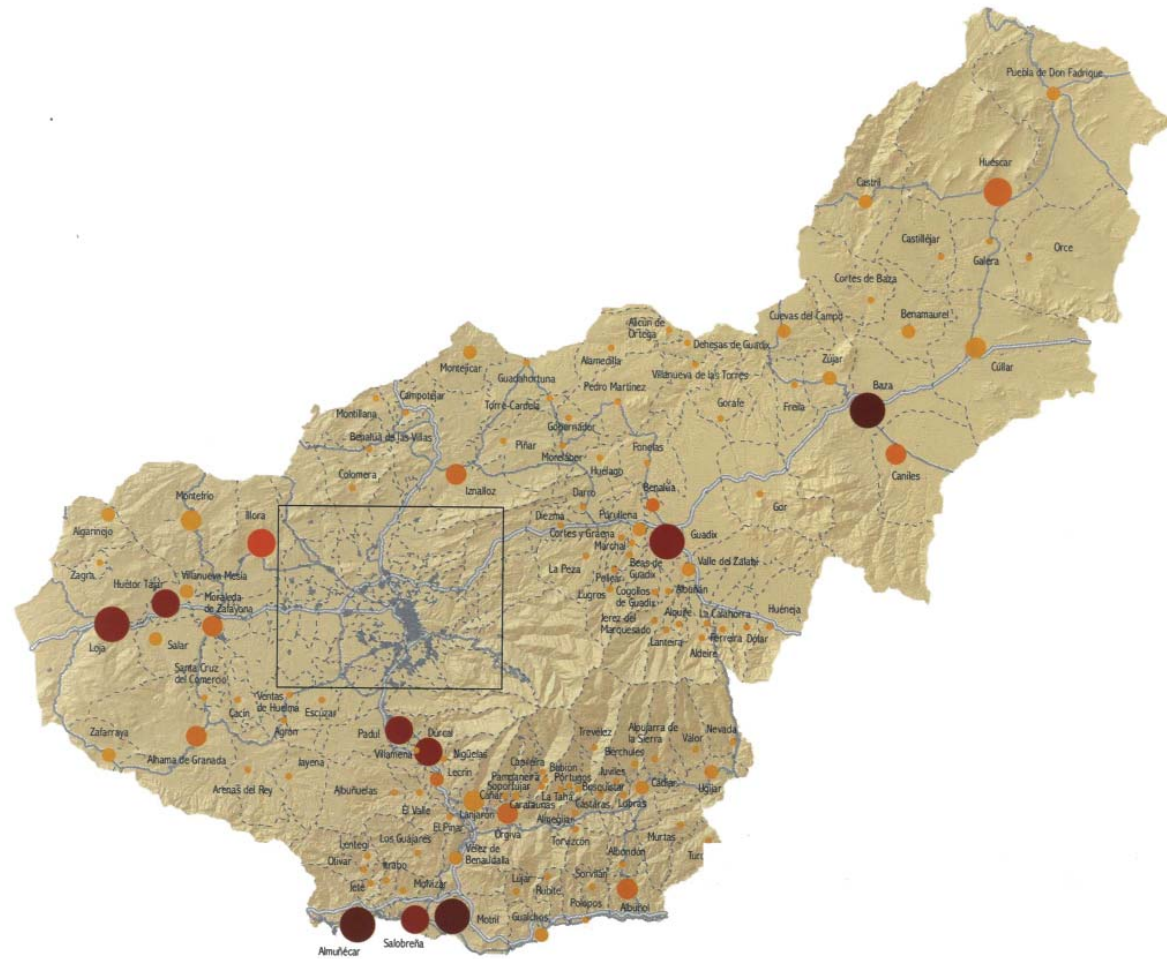 Puebla de Don Fadrique
Huéscar
Castril
Castilléjar
Orce
Galera
Cortes de Baza
Cuevas del Campo
Benamaurel
Alicún de
Ortega
Dehesas de Guadix
Alamedilla
Villanueva de las Torres
Zújar
Cúllar
Montejícar
Guadahortuna
Pedro Martínez
Baza
Freila
Campotéjar
Montillana
Torre-Cardela
Gobernador
Gorafe
Benalúa de las Villas
Piñar
Morelábor
Fonelas
Colomera
Huélago
Caniles
Iznalloz
Darro
Benalúa
Gor
Montefrío
Íllora
Diezma
Purullena
Algarinejo
Cortes y Graena
Guadix
Marchal
Zagra
La Peza
Beas de
Guadix
Valle del Zalabí
Villanueva Mesía
Huétor Tájar
Polícar
Cogollos
de Guadix
Albuñán
Lugros
Moraleda
de Zafayona
Alquife
La Calahorra
Huéneja
Jerez del
Marquesado
Loja
Salar
Lanteira
Ferreira
Dólar
Aldeire
Santa Cruz
del Comercio
Cacín
Ventas
de Huelma
Escúzar
Agrón
Padul
Dúrcal
Trevélez
Alpujarra de
la Sierra
Nevada
Válor
Zafarraya
Alhama de Granada
Villamena
Nigüelas
Bérchules
Capileira
Bubión
Jayena
Lecrín
Pampaneira
Pórtugos
Juviles
Arenas del Rey
Albuñuelas
Soportújar
Busquístar
Cádiar
Ugíjar
El Valle
Cáñar
La Taha
Lanjarón
Carataunas
Cástaras
Lobras
El Pinar
Órgiva
Almegíjar
Los Guajares
Torvizcón
Murtas
Lentegí
Vélez de
Benaudalla
Albondón
Turo
Otívar
Itrabo
Jete
Molvízar
Lújar
Rubite
Sorvilán
Albuñol
Motril
Gualchos
Polopos
Salobreña
Almuñécar